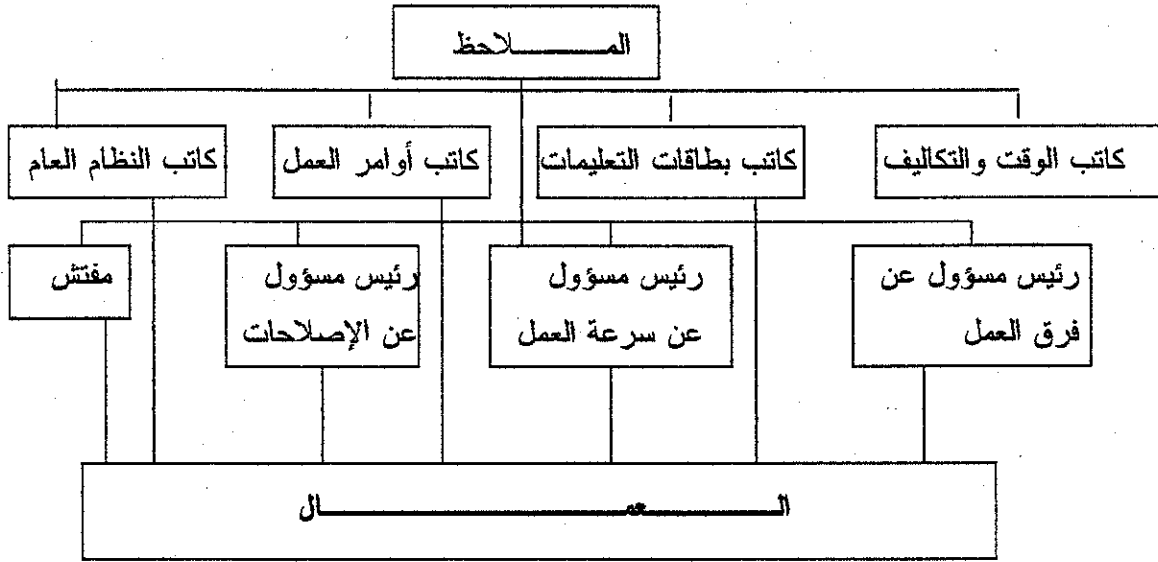 الملاحظ
كاتب الوقت والتكاليف
كاتب بطاقات التعليمات
كاتب أوامر العمل
كاتب النظام العام
رئيس مسؤول عن
فرق العمل
رئيس مسؤول
عن سرعة العمل
رئيس مسؤول
عن الإصلاحات
مفتش
العمال